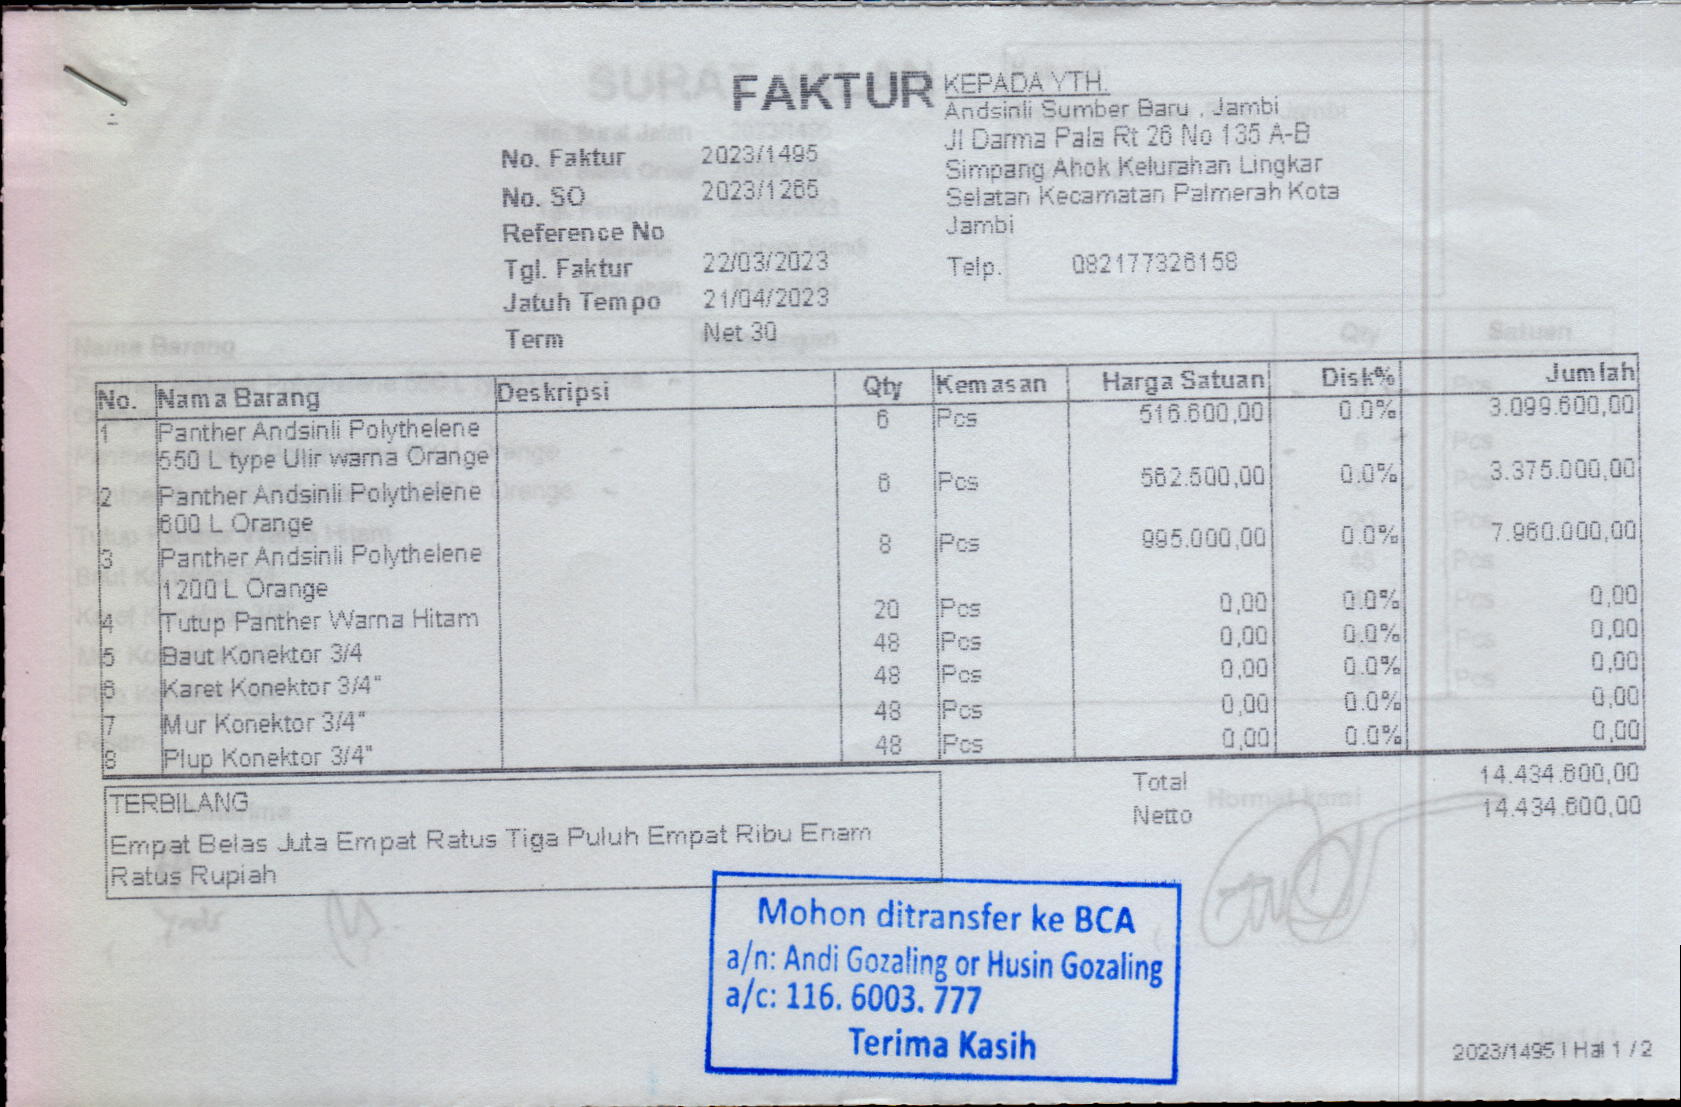 FAKTUR
KEPADA YTH.
Andsinli Sumber Baru , Jambi
Jl Darma Pala Rt 26 No 135 A-B
Simpang Ahok Kelurahan Lingkar
Selatan Kecamatan Palmerah Kota
Jambi
Telp. 082177326158
No. Faktur 2023/1495
No. SO 2023/1265
Reference No
Tgl. Faktur 22/03/2023
Jatuh Tempo 21/04/2023
Term Net 30
No. Nama Barang Deskripsi Qty Kemasan Harga Satuan Disk% Jumlah
1 Panther Andsinli Polythelene 6 Pcs 516.600,00 0.0% 3.099.600,00
550 L type Ulir warna Orange
2 Panther Andsinli Polythelene 6 Pcs 562.500,00 0.0% 3.375.000,00
600 L Orange
3 Panther Andsinli Polythelene 8 Pcs 995.000,00 0.0% 7.960.000,00
1200 L Orange
4 Tutup Panther Warna Hitam 20 Pcs 0,00 0.0% 0,00
5 Baut Konektor 3/4 48 Pcs 0,00 0.0% 0,00
6 Karet Konektor 3/4" 48 Pcs 0,00 0.0% 0,00
7 Mur Konektor 3/4" 48 Pcs 0,00 0.0% 0,00
8 Plup Konektor 3/4" 48 Pcs 0,00 0.0% 0,00
Total 14.434.600,00
Netto 14.434.600,00
TERBILANG
Empat Belas Juta Empat Ratus Tiga Puluh Empat Ribu Enam
Ratus Rupiah
Mohon ditransfer ke BCA
a/n: Andi Gozaling or Husin Gozaling
a/c: 116. 6003. 777
Terima Kasih
2023/1495 | Hal 1 / 2